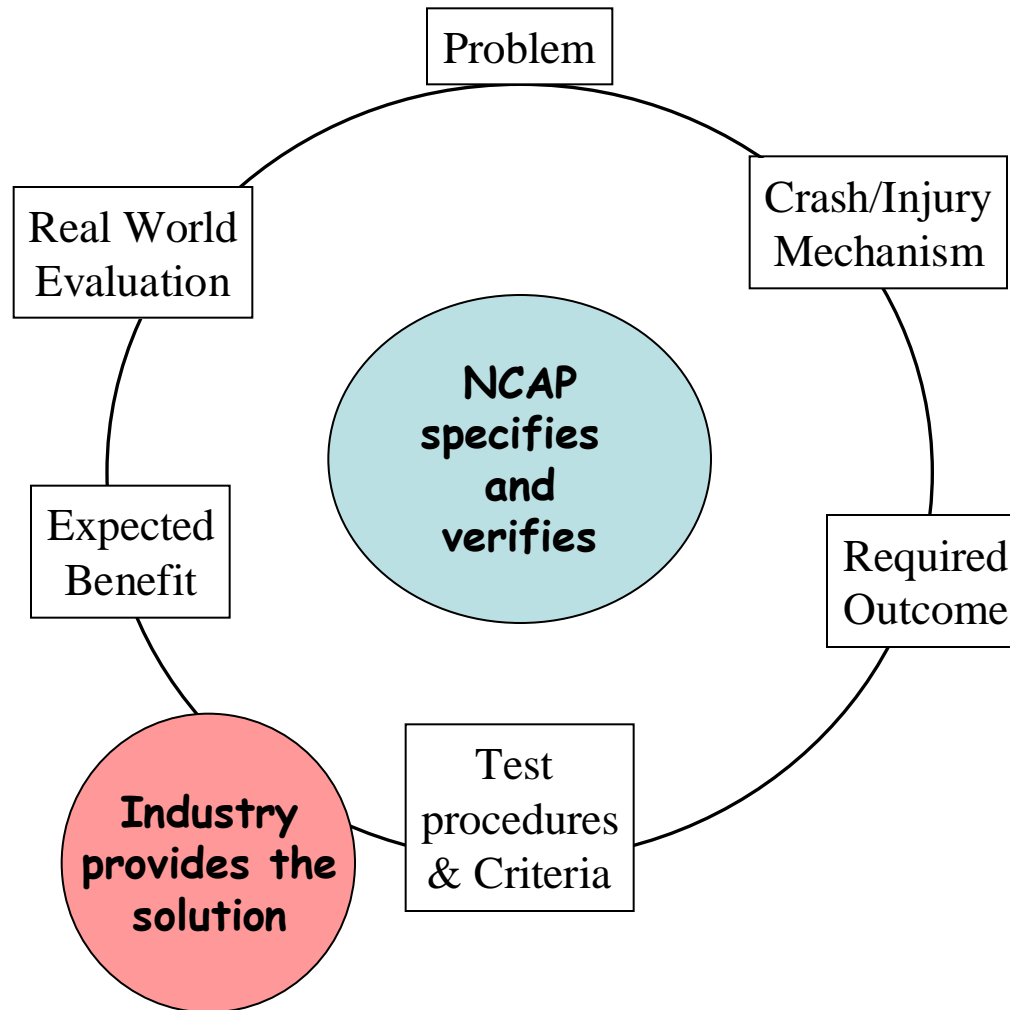 Problem
Crash/Injury
Mechanism
Required
Outcome
Test
procedures
& Criteria
Industry
provides the
solution
Expected
Benefit
Real World
Evaluation
NCAP
specifies
and
verifies